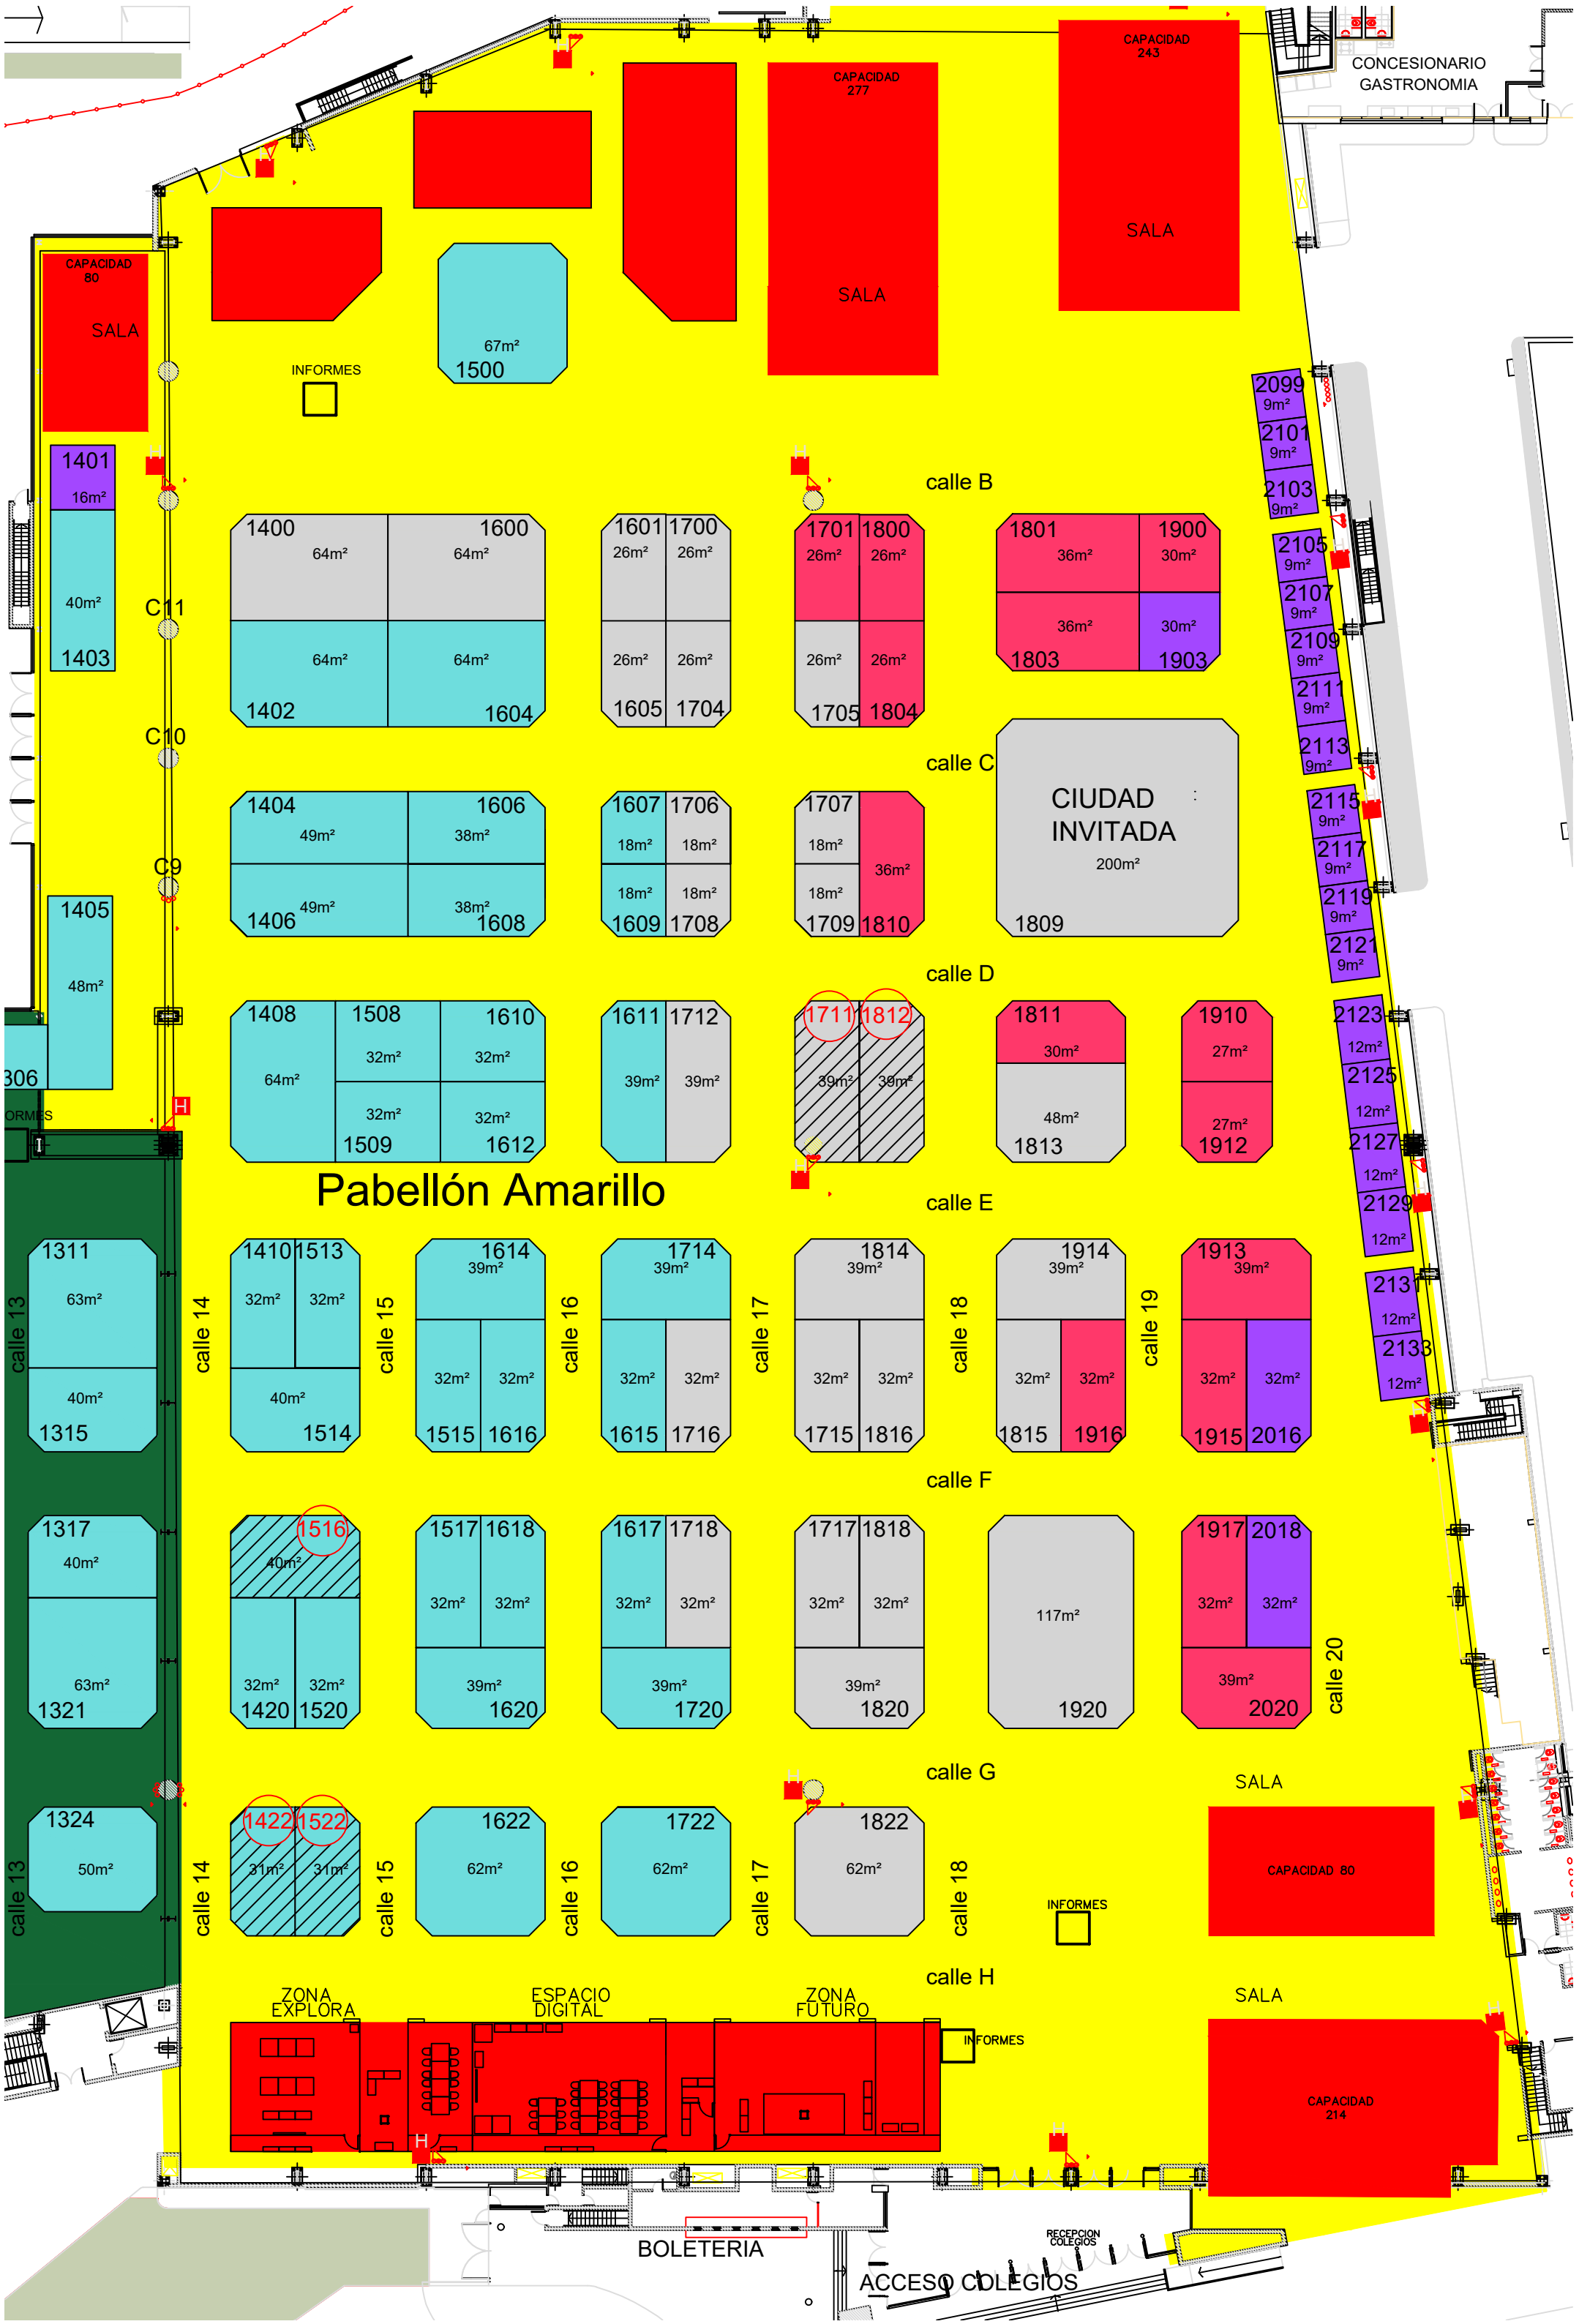 CAPACIDAD
243
CONCESIONARIO
GASTRONOMIA
CAPACIDAD
277
SALA
SALA
CAPACIDAD
80
SALA
67m²
1500
INFORMES
2099
9m²
2101
9m²
2103
9m²
1401
16m²
40m²
1403
calle B
1400
64m²
1600
64m²
64m²
1402
64m²
1604
1601
26m²
1700
26m²
26m²
1605
26m²
1704
1701
26m²
1800
26m²
26m²
1705
26m²
1804
1801
36m²
1900
30m²
36m²
1803
30m²
1903
2105
9m²
2107
9m²
2109
9m²
2111
9m²
2113
9m²
C11
C10
C9
calle C
1404
49m²
1606
38m²
49m²
1406
38m²
1608
1607
18m²
1706
18m²
18m²
1609
18m²
1708
1707
18m²
18m²
1709
36m²
1810
CIUDAD :
INVITADA
200m²
1809
2115
9m²
2117
9m²
2119
9m²
2121
9m²
1405
48m²
306
ORMES
H
calle D
1408
64m²
1508
32m²
1610
32m²
32m²
1509
32m²
1612
1611
39m²
1712
39m²
1711
39m²
1812
39m²
1811
30m²
48m²
1813
1910
27m²
27m²
1912
2123
12m²
2125
12m²
2127
12m²
2129
12m²
2131
12m²
2133
12m²
Pabellón Amarillo
calle E
1311
63m²
40m²
1315
calle 13
calle 14
1410
32m²
1513
32m²
40m²
1514
calle 15
1614
39m²
32m²
1515
32m²
1616
calle 16
1714
39m²
32m²
1615
32m²
1716
calle 17
1814
39m²
32m²
1715
32m²
1816
calle 18
1914
39m²
32m²
1815
32m²
1916
calle 19
1913
39m²
32m²
1915
32m²
2016
calle F
1317
40m²
63m²
1321
1516
40m²
32m²
1420
32m²
1520
1517
32m²
1618
32m²
39m²
1620
1617
32m²
1718
32m²
39m²
1720
1717
32m²
1818
32m²
39m²
1820
117m²
1920
1917
32m²
2018
32m²
39m²
2020
calle 20
calle G
1324
50m²
calle 13
calle 14
1422
31m²
1522
31m²
calle 15
1622
62m²
calle 16
1722
62m²
calle 17
1822
62m²
calle 18
SALA
CAPACIDAD 80
INFORMES
calle H
ZONA
EXPLORA
ESPACIO
DIGITAL
ZONA
FUTURO
INFORMES
SALA
CAPACIDAD
214
H
BOLETERIA
RECEPCION
COLEGIOS
ACCESO COLEGIOS